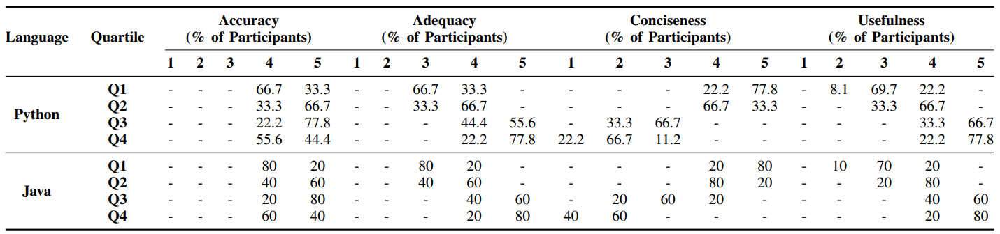 Accuracy Adequacy Conciseness Usefulness
Language Quartile (% of Participants) (% of Participants) (% of Participants) (% of Participants)
1 2 3 4 5 1 2 3 4 5 1 2 3 4 5 1 2 3 4 5
Q1 - - - 66.7 33.3 - - 66.7 33.3 - - - - 22.2 77.8 - 8.1 69.7 22.2 -
Q2 - - - 33.3 66.7 - - 33.3 66.7 - - - - 66.7 33.3 - - 33.3 66.7 -
Python
Q3 - - - 22.2 77.8 - - - 44.4 55.6 - 33.3 66.7 - - - - - 33.3 66.7
Q4 - - - 55.6 44.4 - - - 22.2 77.8 22.2 66.7 11.2 - - - - - 22.2 77.8
Q1 - - - 80 20 - - 80 20 - - - - 20 80 - 10 70 20 -
Q2 - - - 40 60 - - 40 60 - - - - 80 20 - - 20 80 -
Java
Q3 - - - 20 80 - - - 40 60 - 20 60 20 - - - - 40 60
Q4 - - - 60 40 - - - 20 80 40 60 - - - - - - 20 80